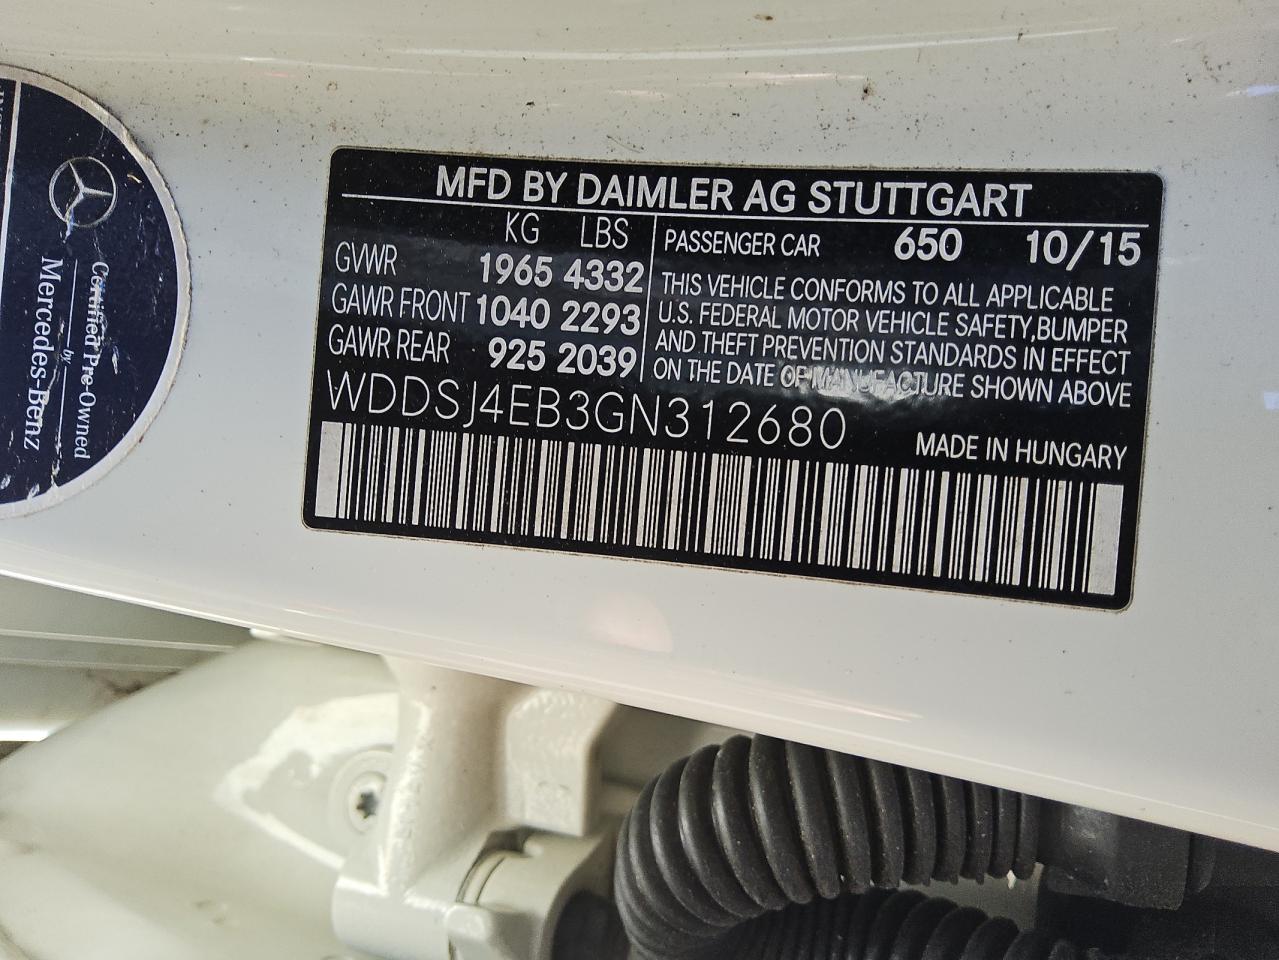 MFD BY DAIMLER AG STUTTGART
KG LBS
GVWR 1965 4332
GAWR FRONT 1040 2293
GAWR REAR 925 2039
PASSENGER CAR 650 10/15
THIS VEHICLE CONFORMS TO ALL APPLICABLE
U.S. FEDERAL MOTOR VEHICLE SAFETY,BUMPER
AND THEFT PREVENTION STANDARDS IN EFFECT
ON THE DATE OF MANUFACTURE SHOWN ABOVE
WDDSJ4EB3GN312680
MADE IN HUNGARY
Certified Pre-Owned
by
Mercedes-Benz